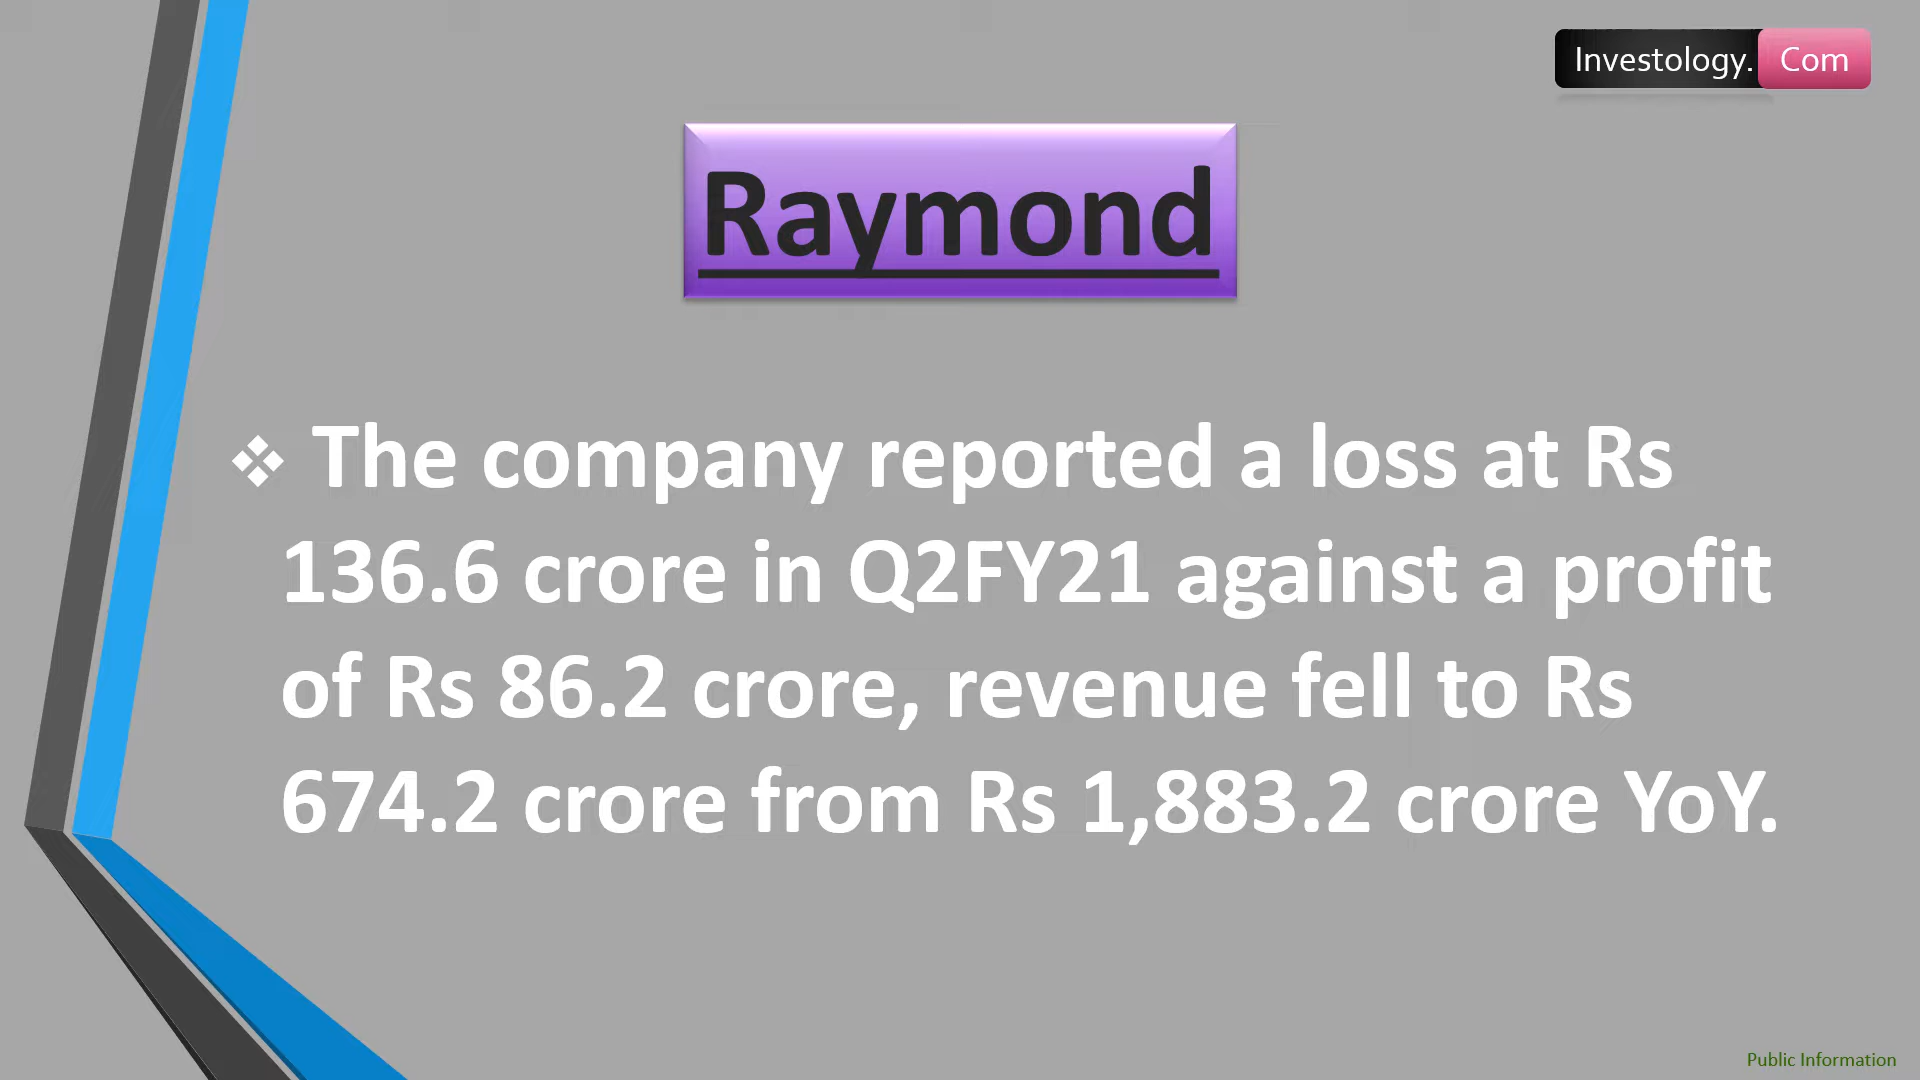 Investology. Com
Raymond
❖ The company reported a loss at Rs
136.6 crore in Q2FY21 against a profit
of Rs 86.2 crore, revenue fell to Rs
674.2 crore from Rs 1,883.2 crore YoY.
Public Information